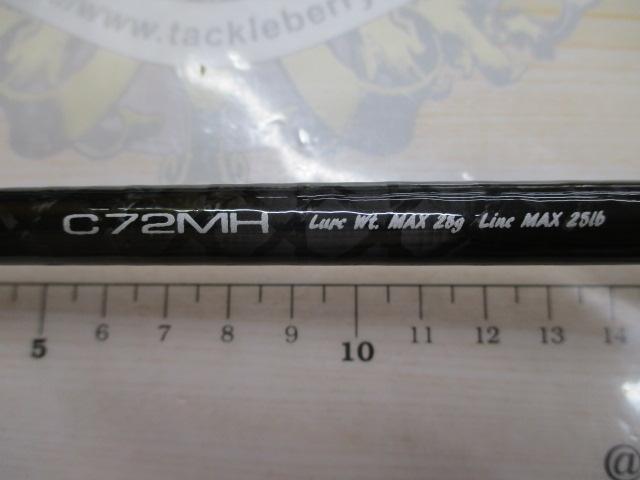 www.tackleberry
C72MH Lure Wt. MAX 28g Line MAX 25lb
5 6 7 8 9 10 11 12 13 14
@